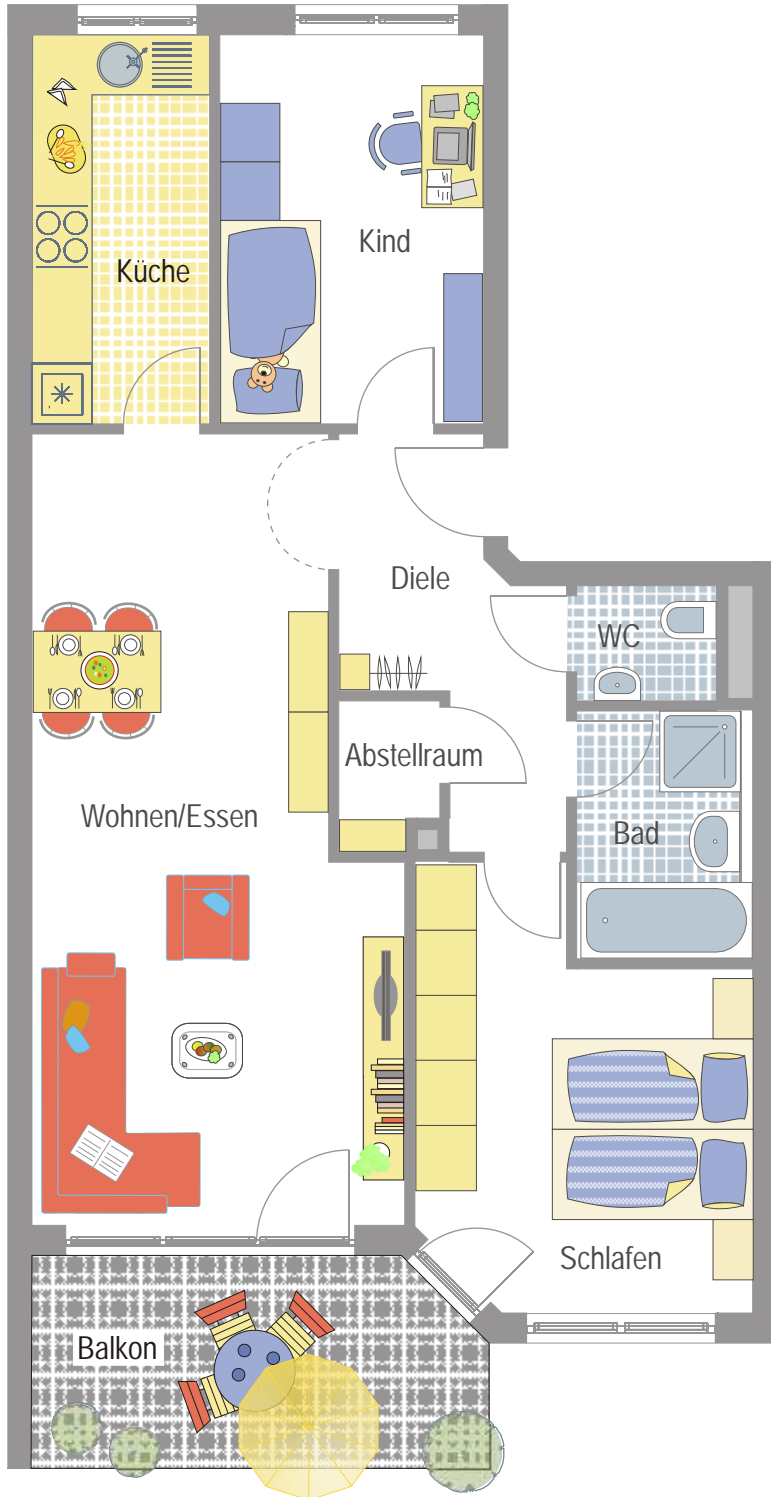 Kind
Küche
Diele
WC
Abstellraum
Wohnen/Essen
Bad
Schlafen
Balkon